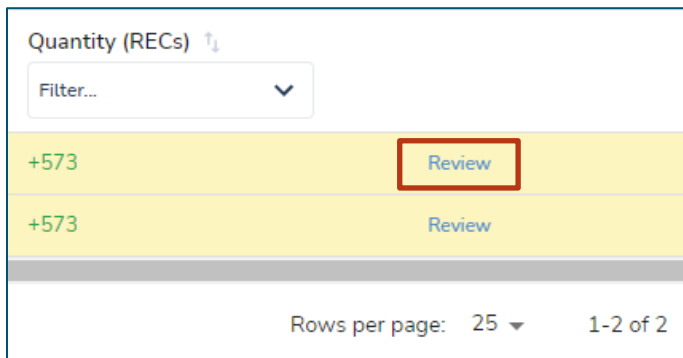 Quantity (RECs)
Filter...
+573 Review
+573 Review
Rows per page: 25 1-2 of 2